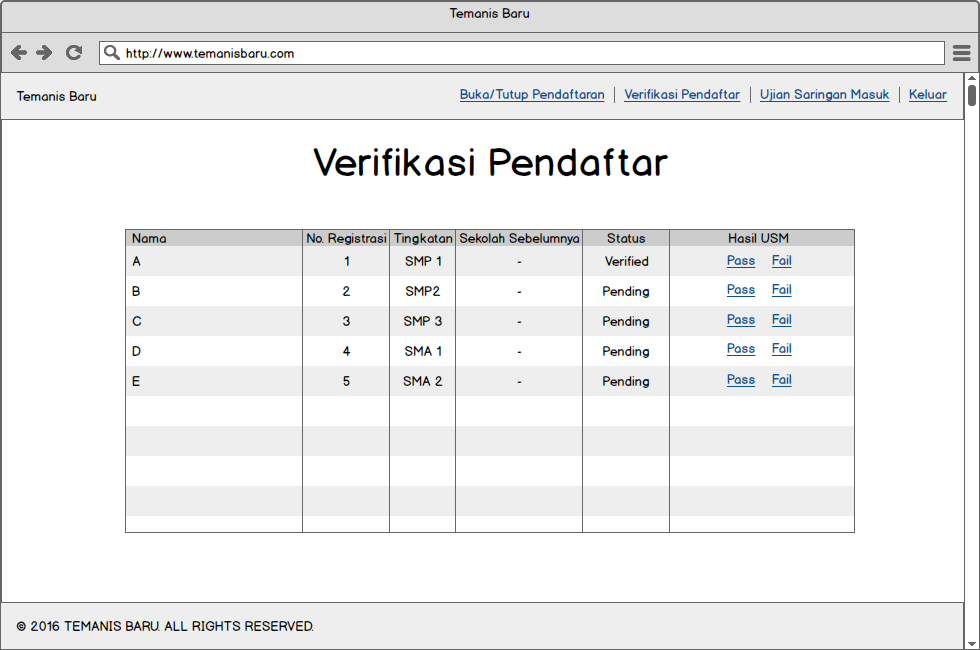 Temanis Baru
http://www.temanisbaru.com
Temanis Baru Buka/Tutup Pendaftaran Verifikasi Pendaftar Ujian Saringan Masuk Keluar
Verifikasi Pendaftar
Nama No. Registrasi Tingkatan Sekolah Sebelumnya Status Hasil USM
A 1 SMP 1 - Verified Pass Fail
B 2 SMP2 - Pending Pass Fail
C 3 SMP 3 - Pending Pass Fail
D 4 SMA 1 - Pending Pass Fail
E 5 SMA 2 - Pending Pass Fail
© 2016 TEMANIS BARU. ALL RIGHTS RESERVED.